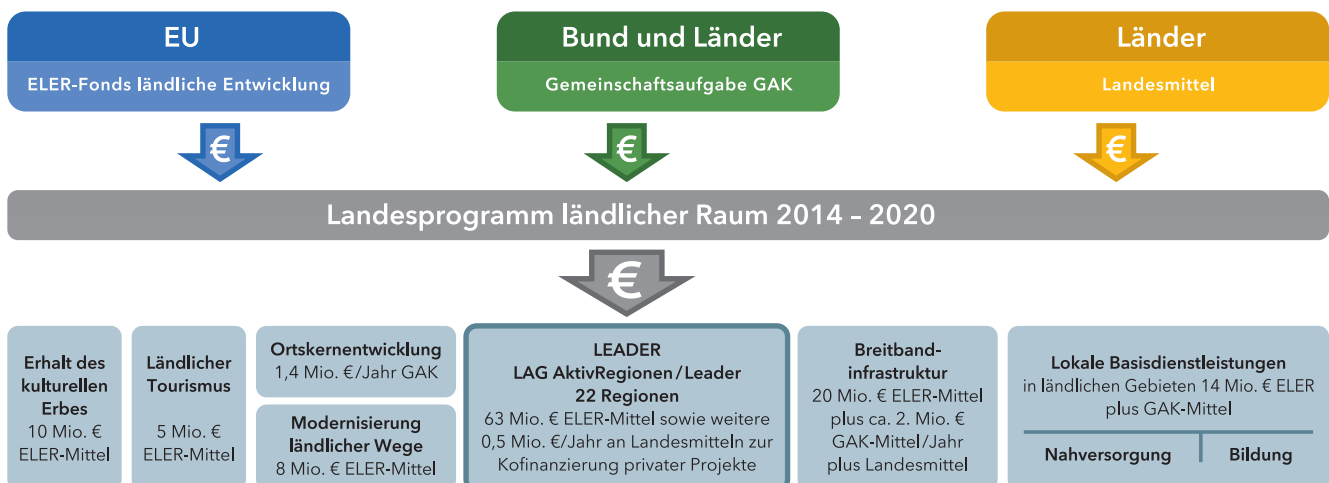 EU
ELER-Fonds ländliche Entwicklung
Bund und Länder
Gemeinschaftsaufgabe GAK
Länder
Landesmittel
€
€
€
Landesprogramm ländlicher Raum 2014 – 2020
€
Erhalt des
kulturellen
Erbes
10 Mio. €
ELER-Mittel
Ländlicher
Tourismus
5 Mio. €
ELER-Mittel
Ortskernentwicklung
1,4 Mio. €/Jahr GAK
Modernisierung
ländlicher Wege
8 Mio. € ELER-Mittel
LEADER
LAG AktivRegionen/Leader
22 Regionen
63 Mio. € ELER-Mittel sowie weitere
0,5 Mio. €/Jahr an Landesmitteln zur
Kofinanzierung privater Projekte
Breitband-
infrastruktur
20 Mio. € ELER-Mittel
plus ca. 2. Mio. €
GAK-Mittel/Jahr
plus Landesmittel
Lokale Basisdienstleistungen
in ländlichen Gebieten 14 Mio. € ELER
plus GAK-Mittel
Nahversorgung
Bildung